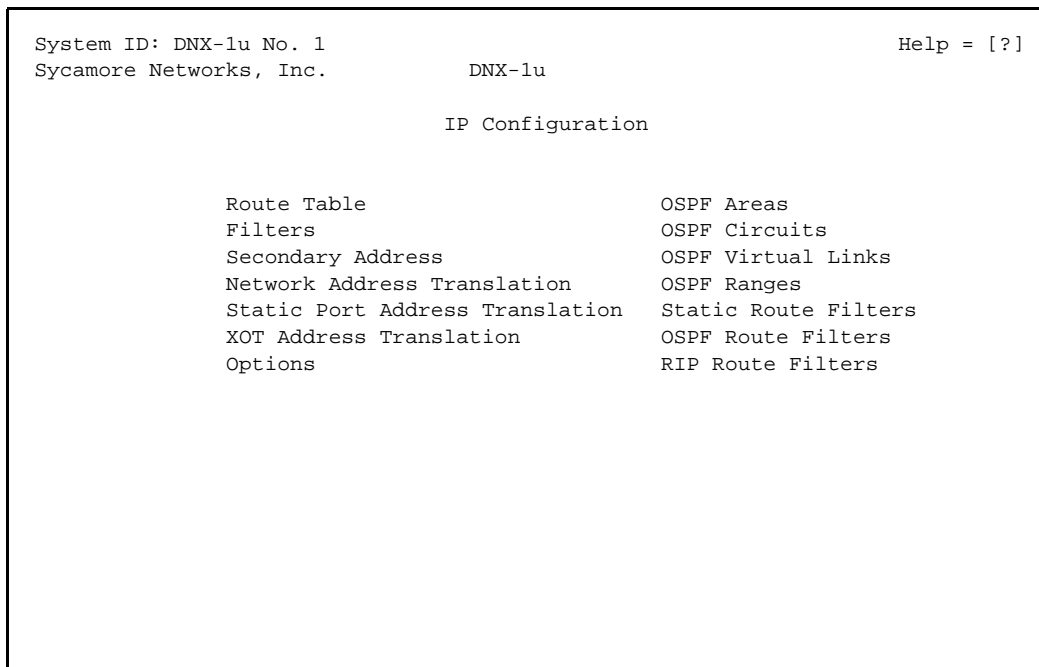 System ID: DNX-1u No. 1 Help = [?]
Sycamore Networks, Inc. DNX-1u
IP Configuration
Route Table OSPF Areas
Filters OSPF Circuits
Secondary Address OSPF Virtual Links
Network Address Translation OSPF Ranges
Static Port Address Translation Static Route Filters
XOT Address Translation OSPF Route Filters
Options RIP Route Filters